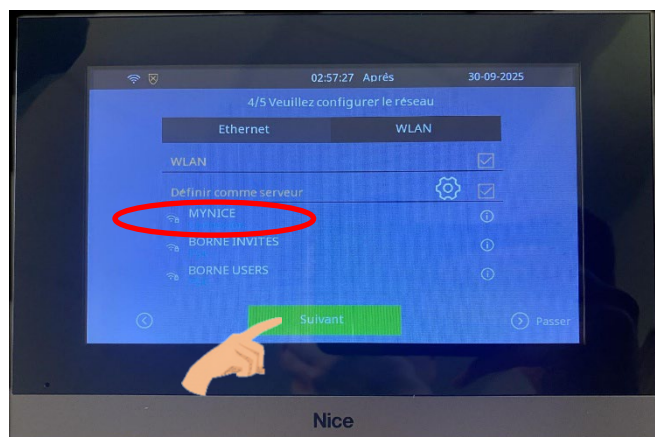 02:57:27 Aprés 30-09-2025
4/5 Veuillez configurer le réseau
Ethernet WLAN
WLAN
Définir comme serveur
MYNICE
BORNE INVITES
BORNE USERS
Suivant Passer
Nice